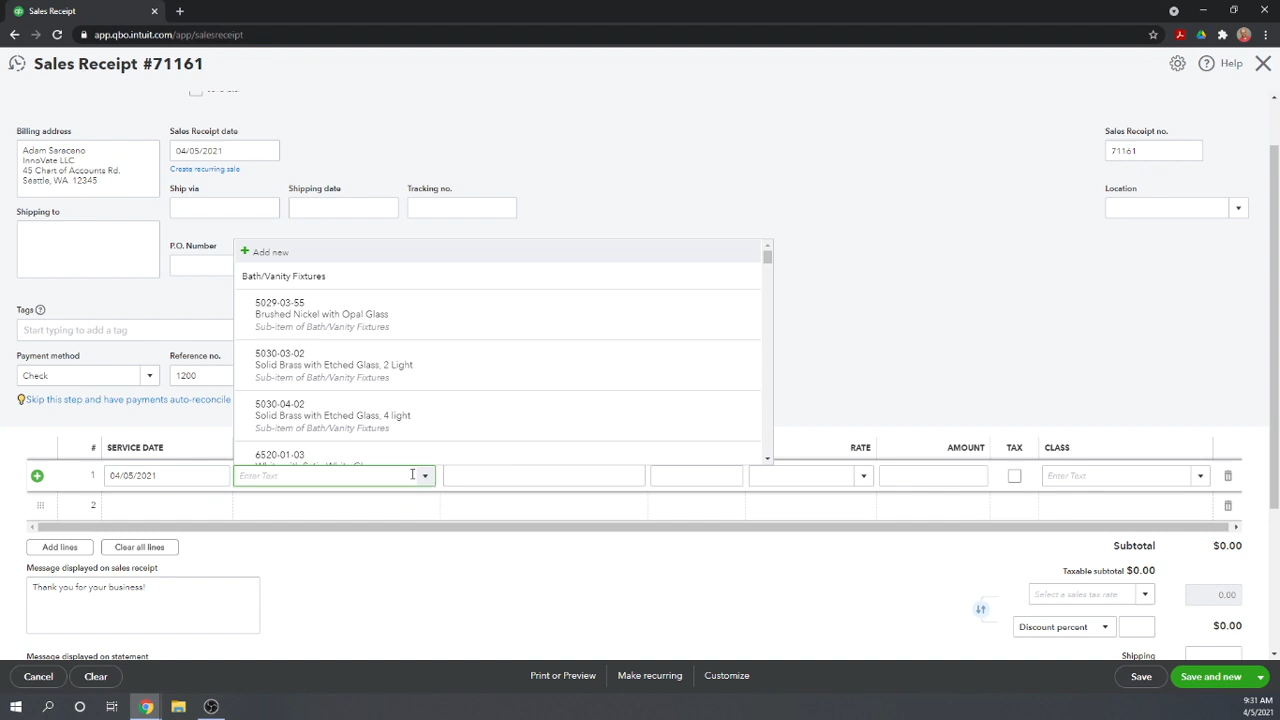 Sales Receipt
app.qbo.intuit.com/app/salesreceipt
Sales Receipt #71161
Help
Billing address
Adam Saraceno
InnoVate LLC
45 Chart of Accounts Rd.
Seattle, WA 12345
Sales Receipt date
04/05/2021
Create recurring sale
Sales Receipt no.
71161
Ship via
Shipping date
Tracking no.
Location
Shipping to
P.O. Number
Tags
Start typing to add a tag
Payment method
Check
Reference no.
1200
Skip this step and have payments auto-reconcile
Add new
Bath/Vanity Fixtures
5029-03-55
Brushed Nickel with Opal Glass
Sub-item of Bath/Vanity Fixtures
5030-03-02
Solid Brass with Etched Glass, 2 Light
Sub-item of Bath/Vanity Fixtures
5030-04-02
Solid Brass with Etched Glass, 4 light
Sub-item of Bath/Vanity Fixtures
6520-01-03
# SERVICE DATE RATE AMOUNT TAX CLASS
1 04/05/2021 Enter Text Enter Text
2
Add lines
Clear all lines
Message displayed on sales receipt
Thank you for your business!
Message displayed on statement
Subtotal $0.00
Taxable subtotal $0.00
Select a sales tax rate 0.00
Discount percent $0.00
Shipping
Cancel
Clear
Print or Preview
Make recurring
Customize
Save
Save and new
9:31 AM
4/5/2021